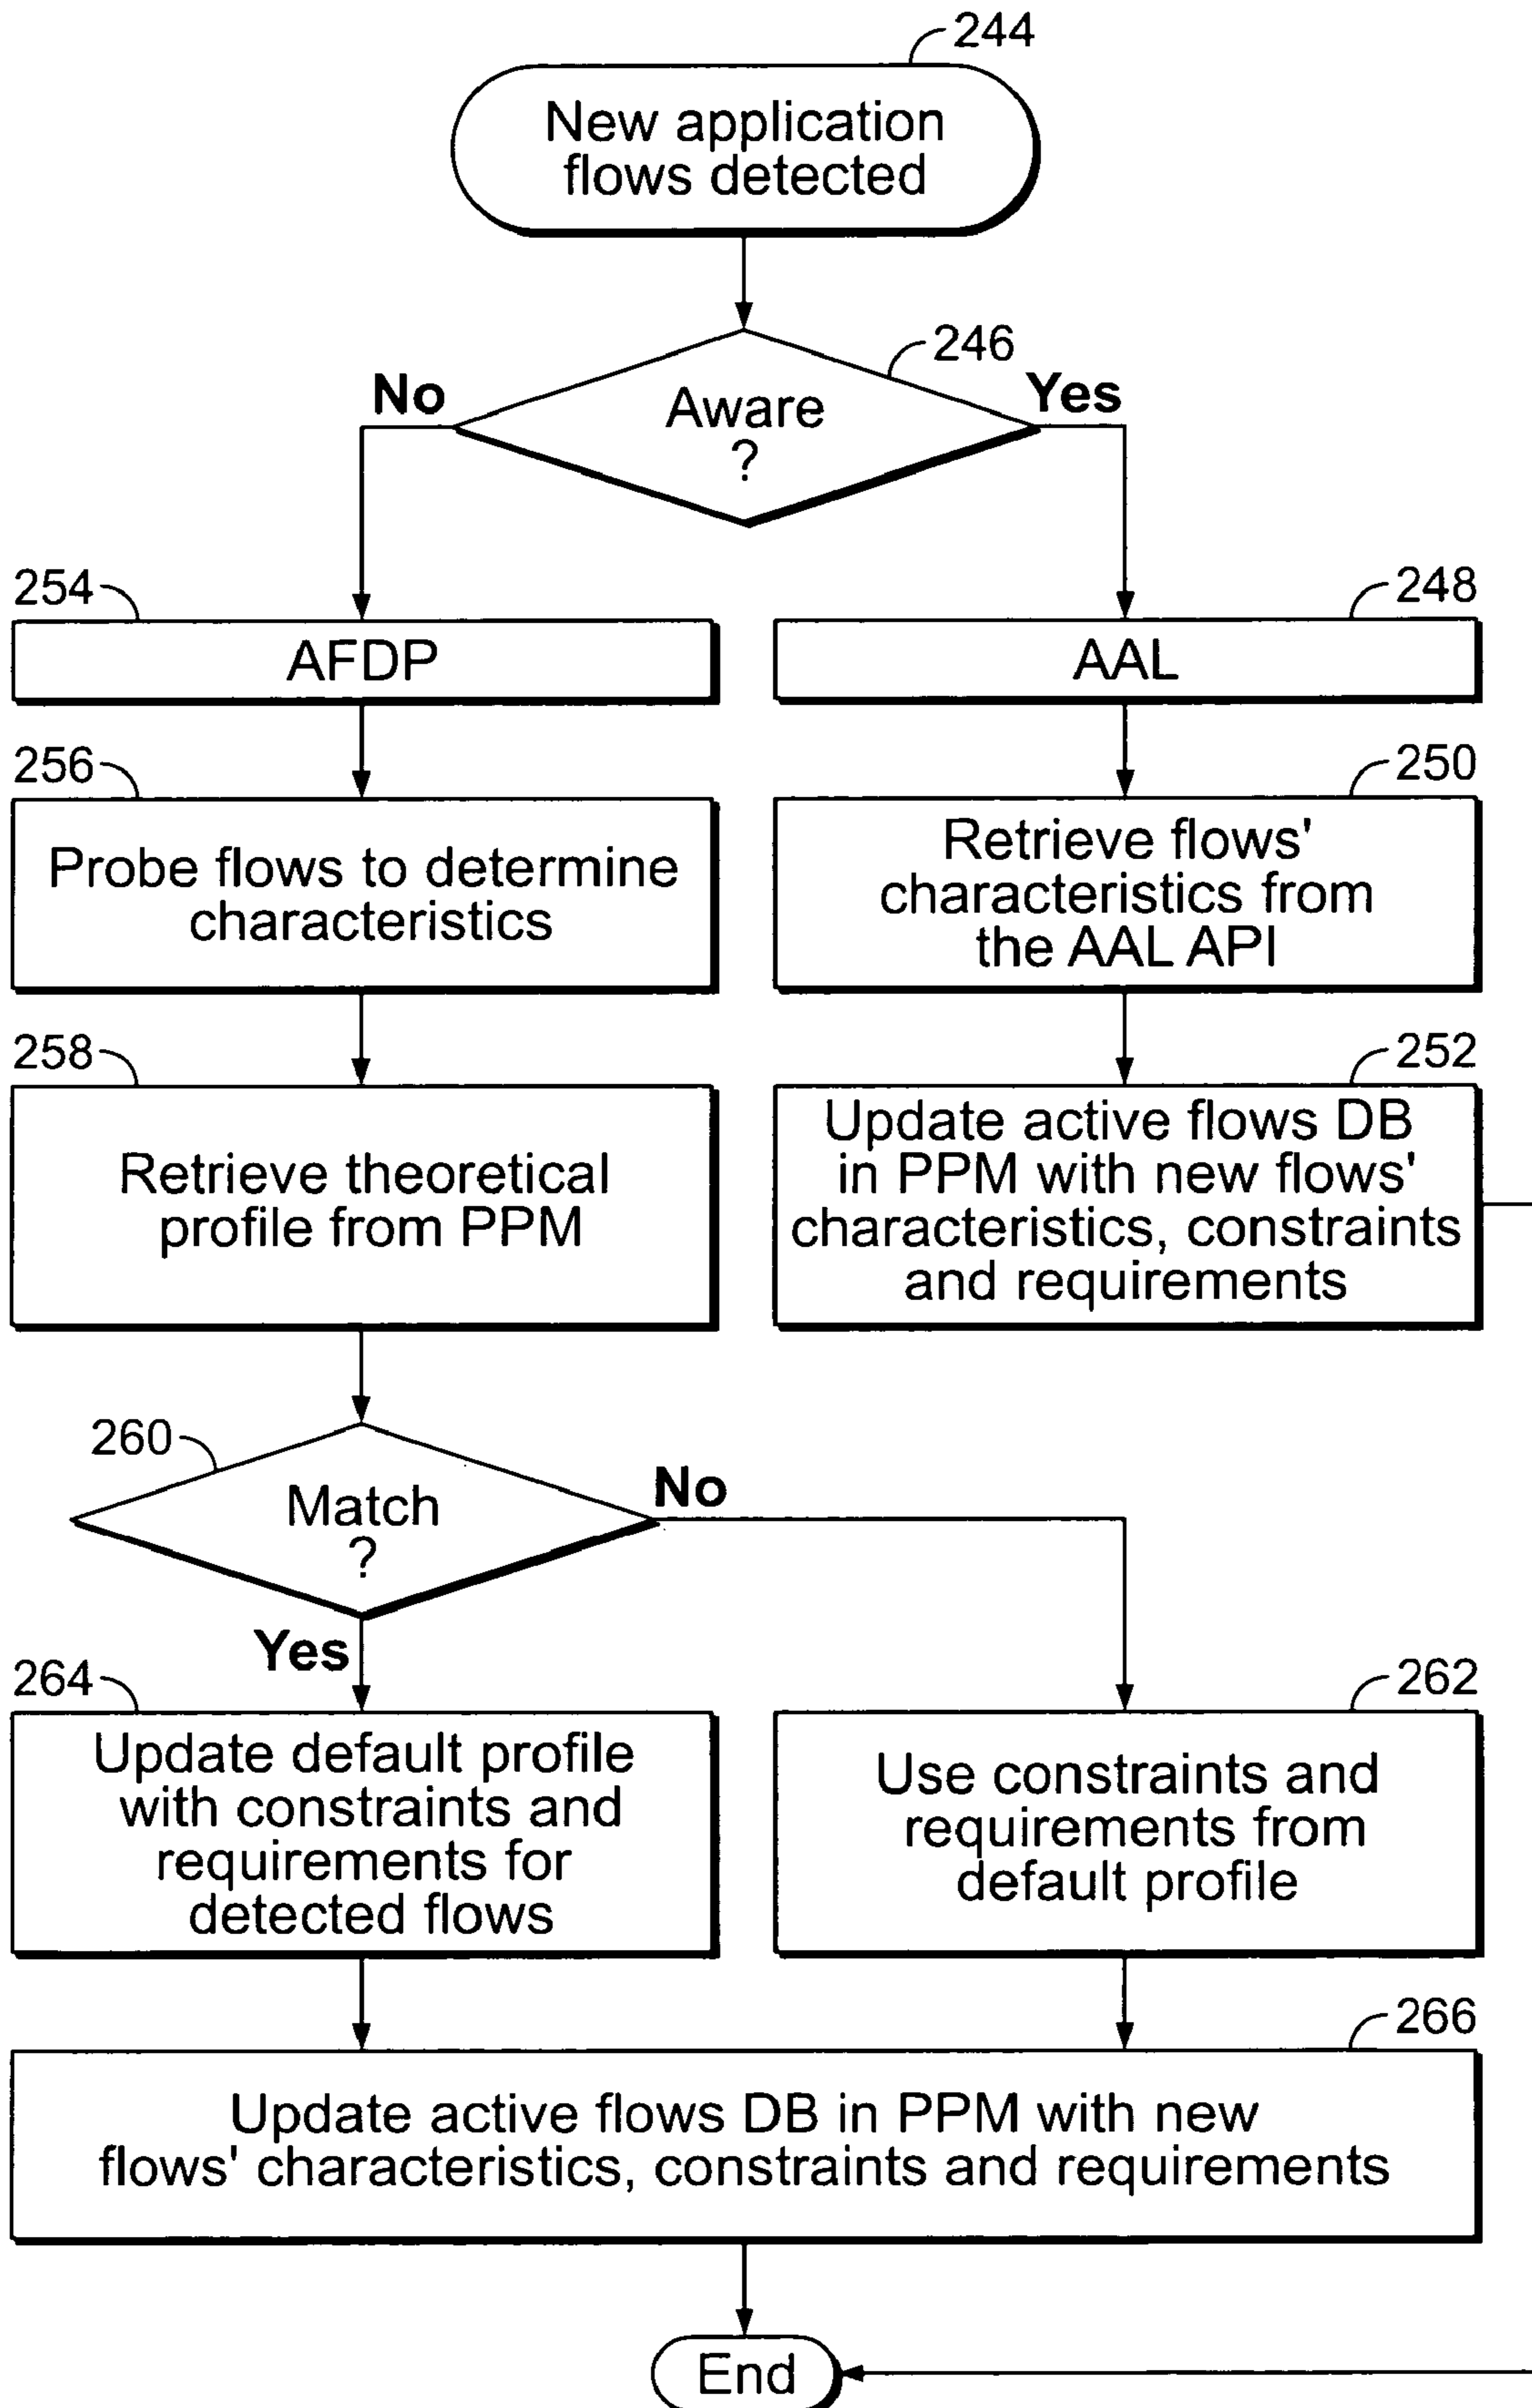 244
New application
flows detected
246
No
Aware
?
Yes
254
AFDP
248
AAL
256
Probe flows to determine
characteristics
250
Retrieve flows'
characteristics from
the AAL API
258
Retrieve theoretical
profile from PPM
252
Update active flows DB
in PPM with new flows'
characteristics, constraints
and requirements
260
Match
?
No
Yes
264
Update default profile
with constraints and
requirements for
detected flows
262
Use constraints and
requirements from
default profile
266
Update active flows DB in PPM with new
flows' characteristics, constraints and requirements
End